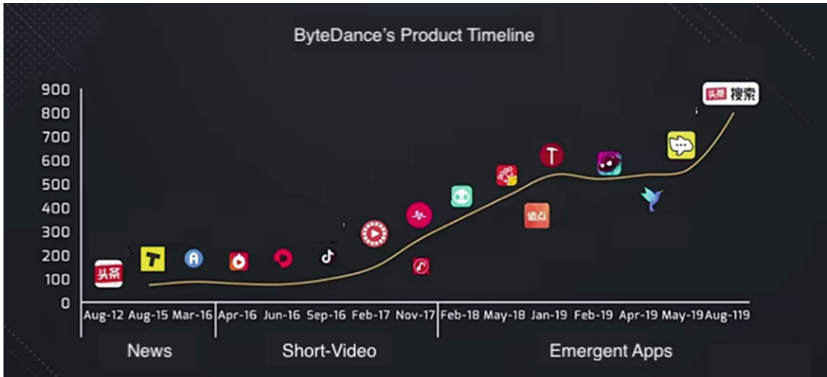 ByteDance's Product Timeline
900
800
700
600
500
400
300
200
100
0
头条
T
A
头条 搜索
Aug-12 Aug-15 Mar-16 Apr-16 Jun-16 Sep-16 Feb-17 Nov-17 Feb-18 May-18 Jan-19 Feb-19 Apr-19 May-19 Aug-119
News Short-Video Emergent Apps